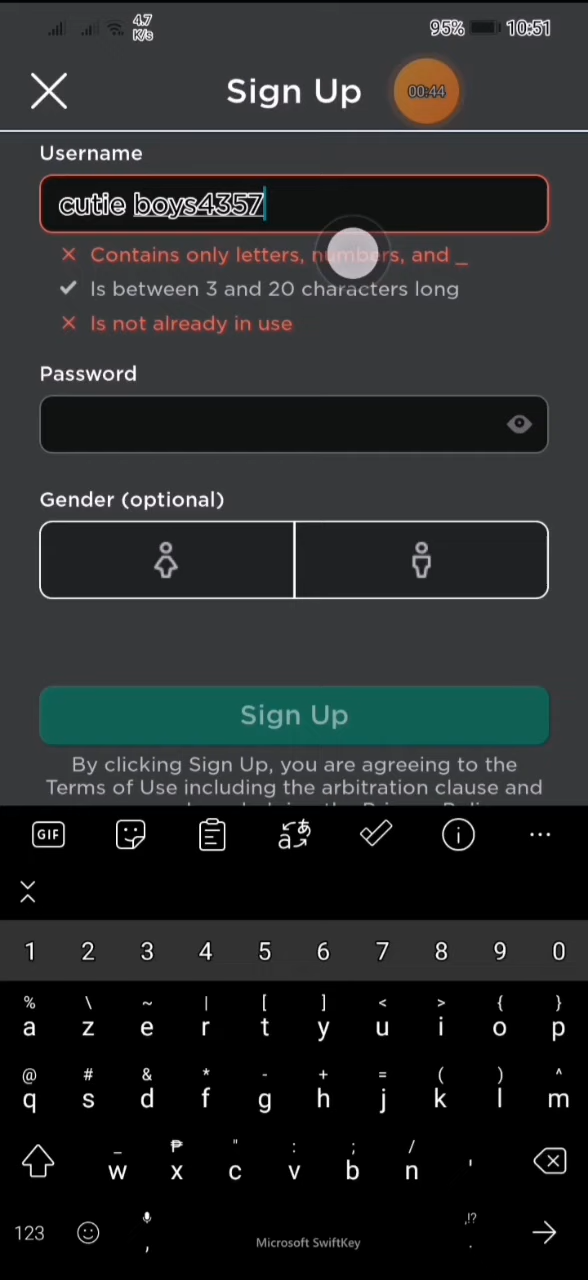 4.7
K/s
95% 10:51
Sign Up
00:44
Username
cutie boys4357
× Contains only letters, numbers, and _
✓ Is between 3 and 20 characters long
× Is not already in use
Password
Gender (optional)
Sign Up
By clicking Sign Up, you are agreeing to the
Terms of Use including the arbitration clause and
GIF
1 2 3 4 5 6 7 8 9 0
% \ ~ | [ ] < > { }
a z e r t y u i o p
@ # & * - + = ( ) ^
q s d f g h j k l m
_ ₱ " : ; /
w x c v b n '
123 , Microsoft SwiftKey ,!? .